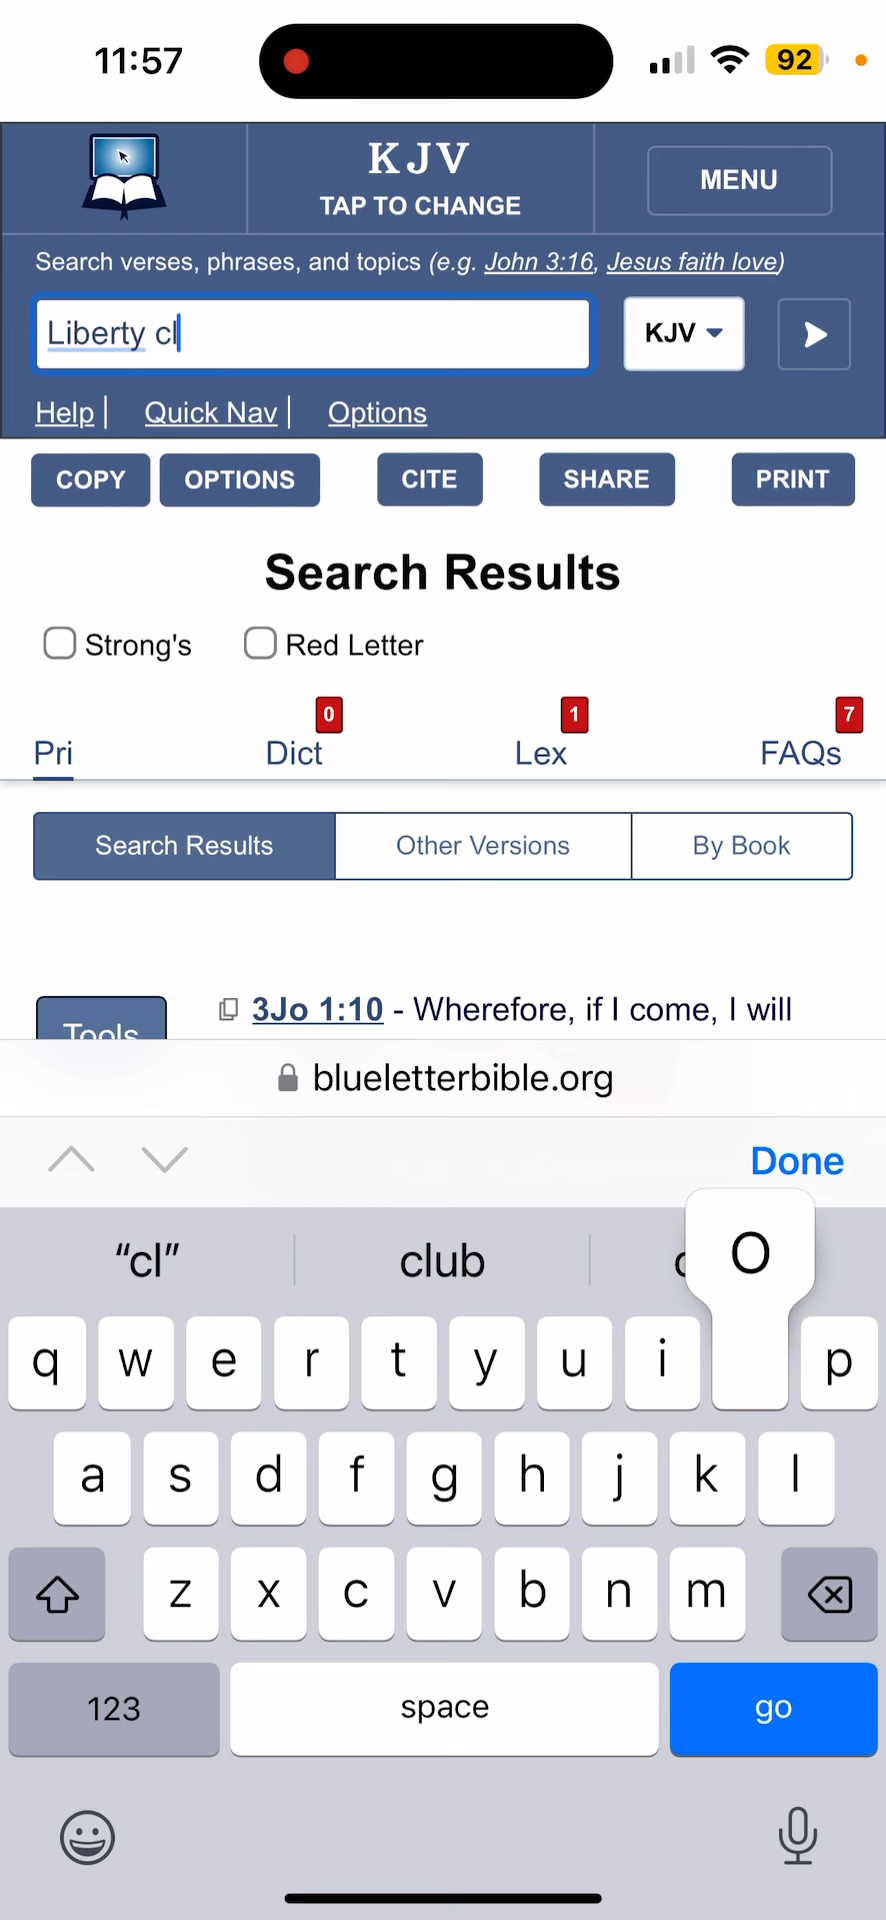 11:57
92
KJV
TAP TO CHANGE
MENU
Search verses, phrases, and topics (e.g. John 3:16, Jesus faith love)
Liberty cl
KJV
Help | Quick Nav | Options
COPY OPTIONS CITE SHARE PRINT
Search Results
Strong's Red Letter
0 1 7
Pri Dict Lex FAQs
Search Results Other Versions By Book
Tools
3Jo 1:10 - Wherefore, if I come, I will
blueletterbible.org
Done
“cl” club
O
q w e r t y u i p
a s d f g h j k l
z x c v b n m
123 space go